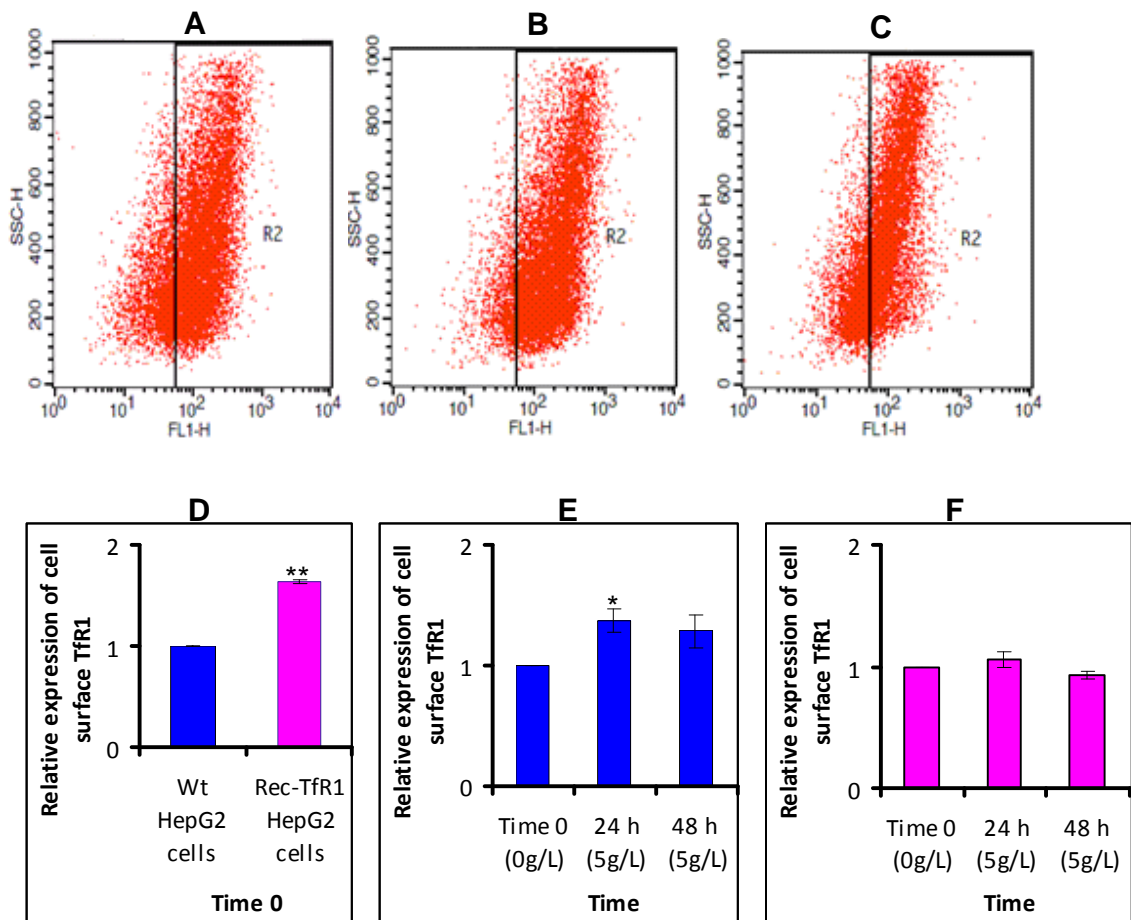 A
B
C
1000
800
600
400
200
0
SSC-H
R2
10⁰ 10¹ 10² 10³ 10⁴
FL1-H
1000
800
600
400
200
0
SSC-H
R2
10⁰ 10¹ 10² 10³ 10⁴
FL1-H
1000
800
600
400
200
0
SSC-H
R2
10⁰ 10¹ 10² 10³ 10⁴
FL1-H
D
Relative expression of cell
surface TfR1
2
1
0
**
Wt
HepG2
cells
Rec-TfR1
HepG2
cells
Time 0
E
Relative expression of cell
surface TfR1
2
1
0
*
Time 0
(0g/L)
24 h
(5g/L)
48 h
(5g/L)
Time
F
Relative expression of cell
surface TfR1
2
1
0
Time 0
(0g/L)
24 h
(5g/L)
48 h
(5g/L)
Time